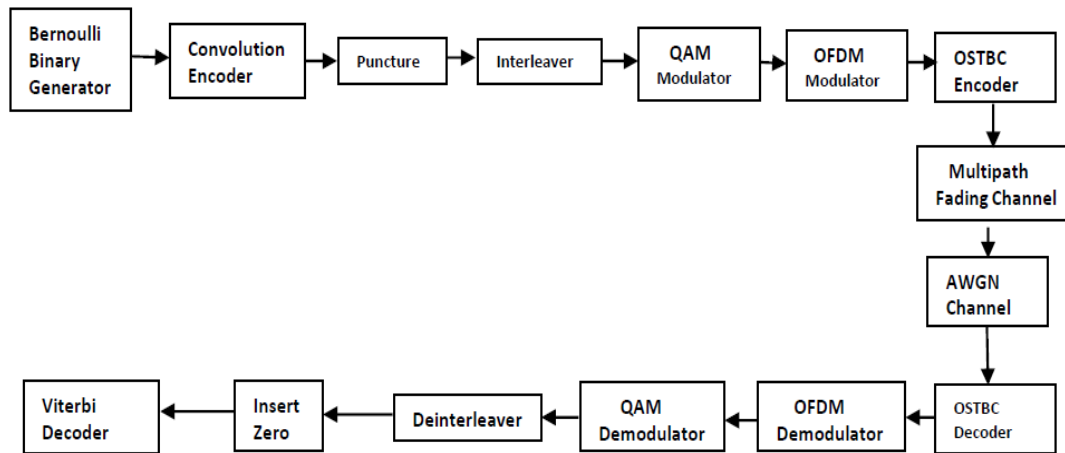 Bernoulli
Binary
Generator
Convolution
Encoder
Puncture
Interleaver
QAM
Modulator
OFDM
Modulator
OSTBC
Encoder
Multipath
Fading Channel
AWGN
Channel
OSTBC
Decoder
OFDM
Demodulator
QAM
Demodulator
Deinterleaver
Insert
Zero
Viterbi
Decoder